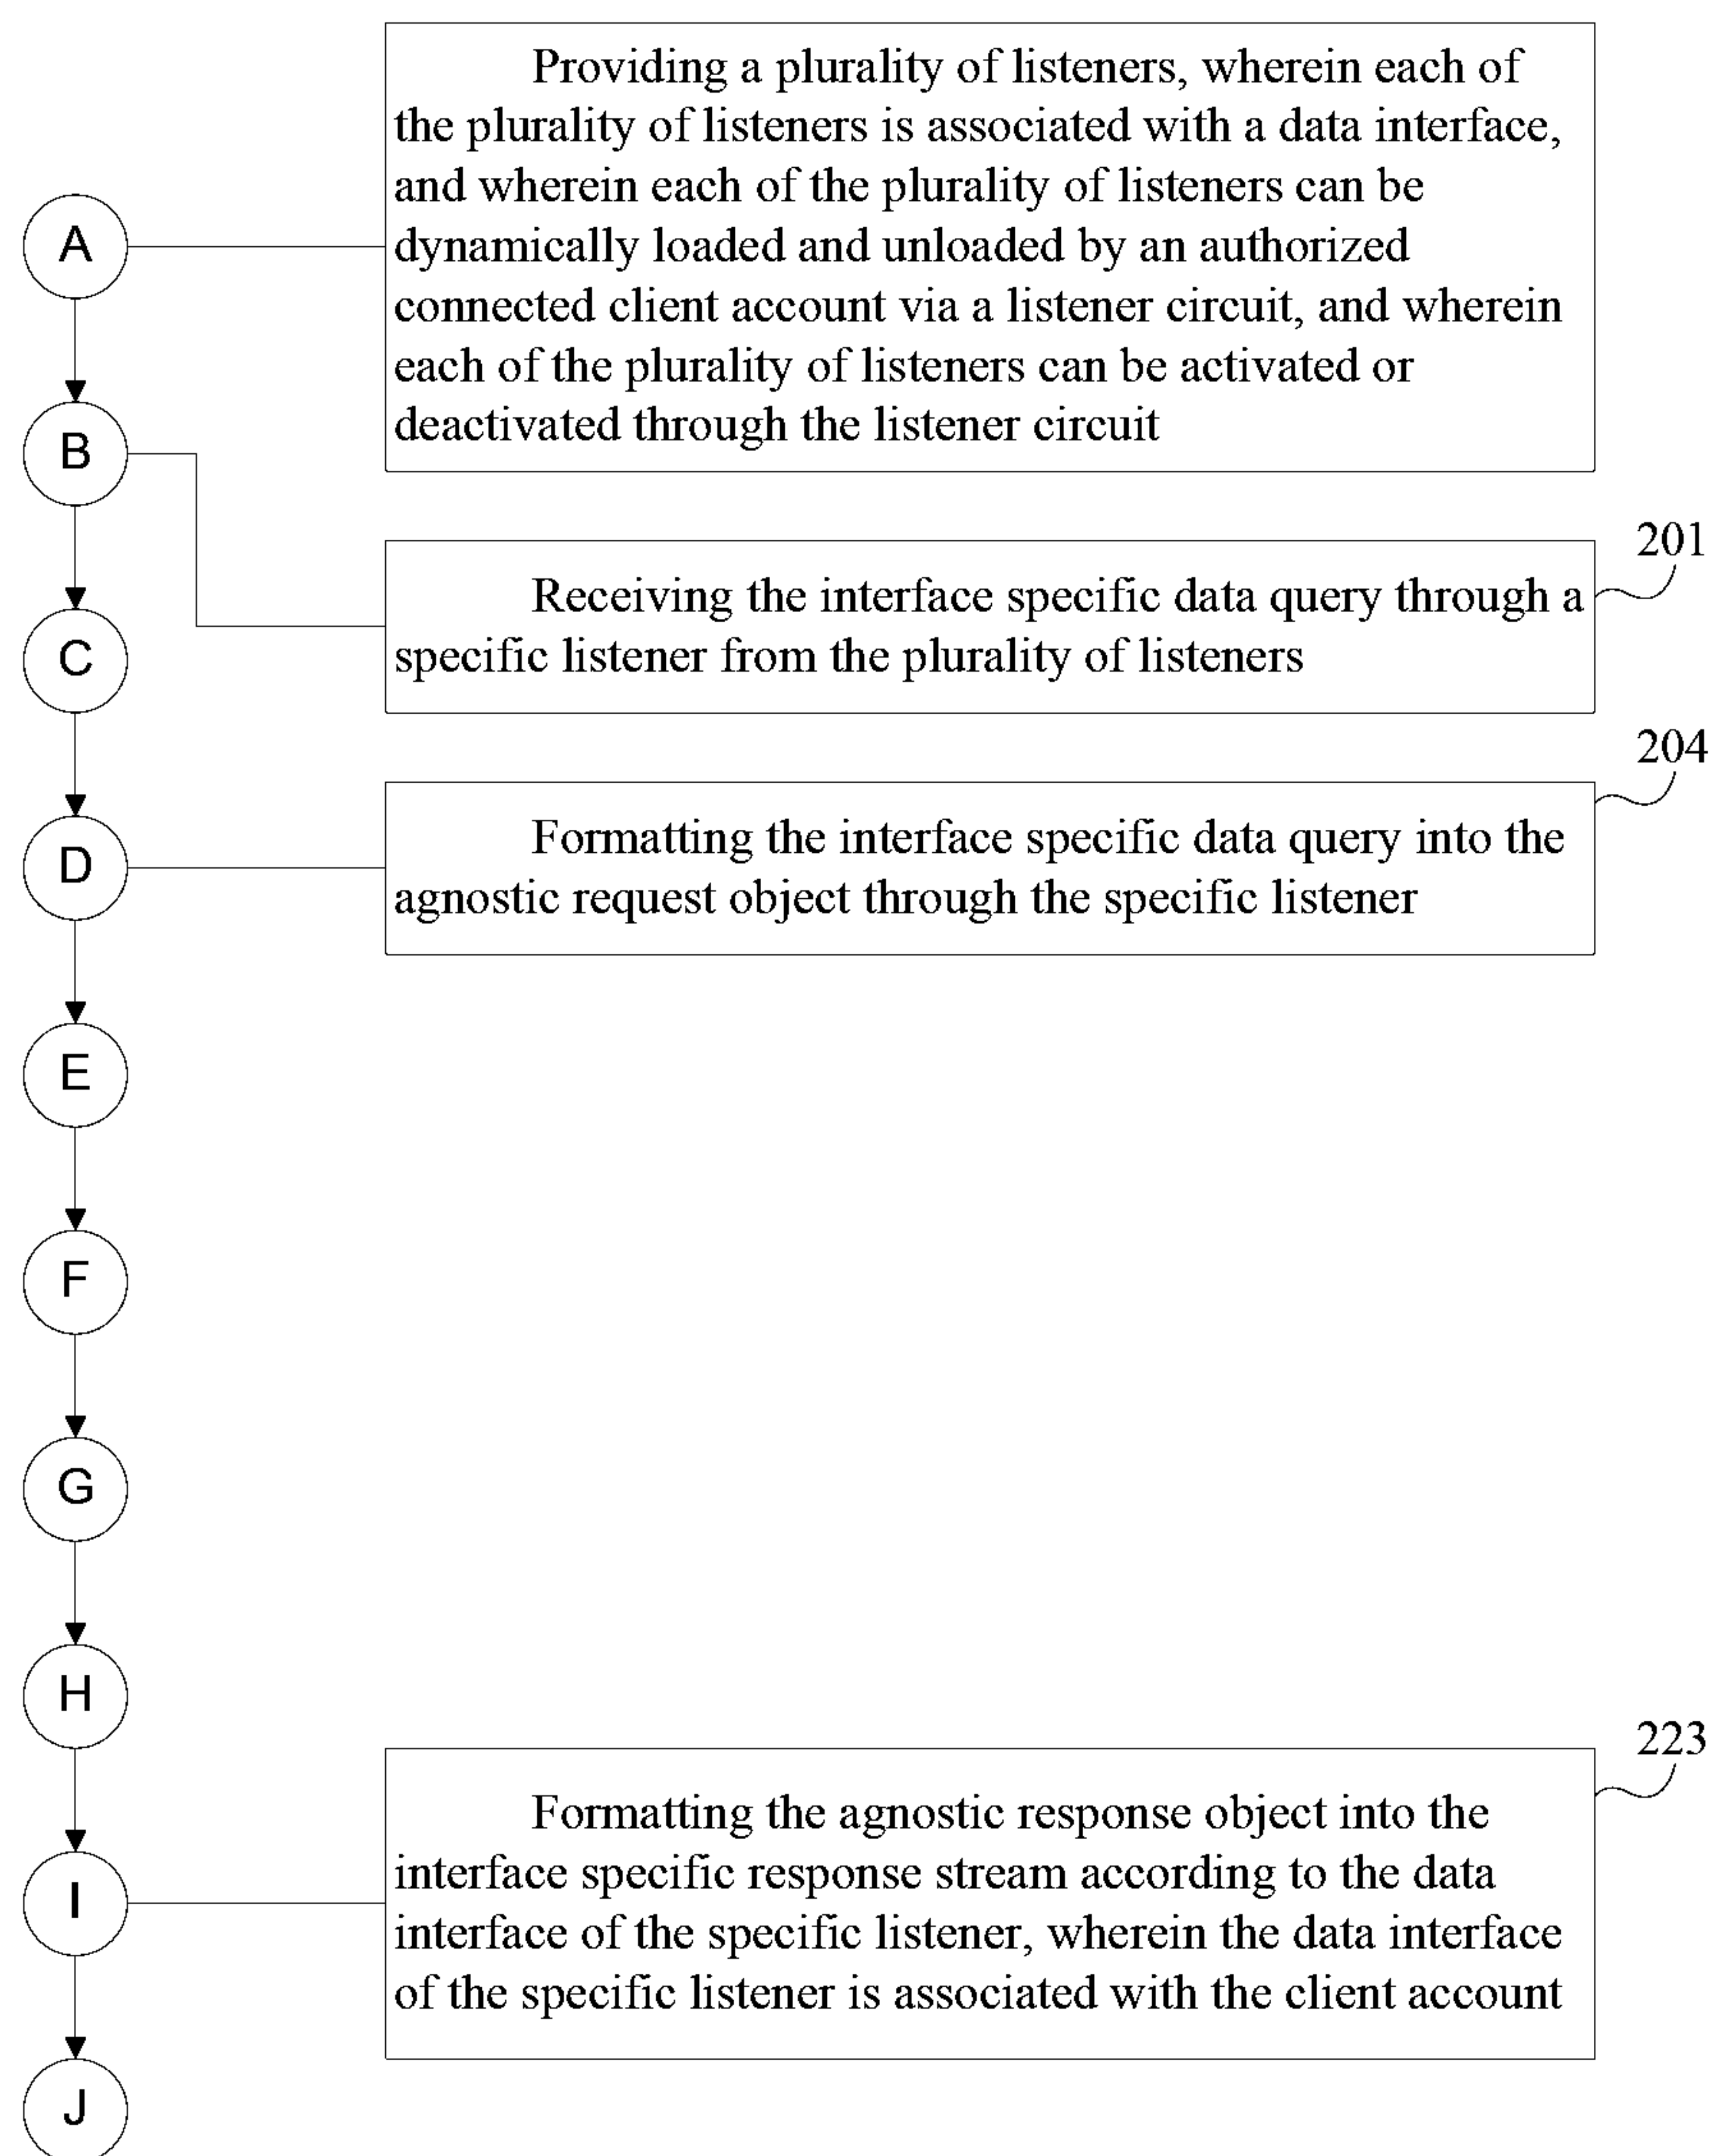 Providing a plurality of listeners, wherein each of
the plurality of listeners is associated with a data interface,
and wherein each of the plurality of listeners can be
dynamically loaded and unloaded by an authorized
connected client account via a listener circuit, and wherein
each of the plurality of listeners can be activated or
deactivated through the listener circuit
A
B
201
Receiving the interface specific data query through a
specific listener from the plurality of listeners
C
204
Formatting the interface specific data query into the
agnostic request object through the specific listener
D
E
F
G
H
223
Formatting the agnostic response object into the
interface specific response stream according to the data
interface of the specific listener, wherein the data interface
of the specific listener is associated with the client account
I
J